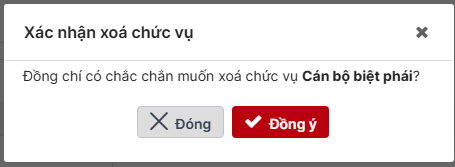 Xác nhận xoá chức vụ
Đồng chí có chắc chắn muốn xoá chức vụ Cán bộ biệt phái?
Đóng
Đồng ý